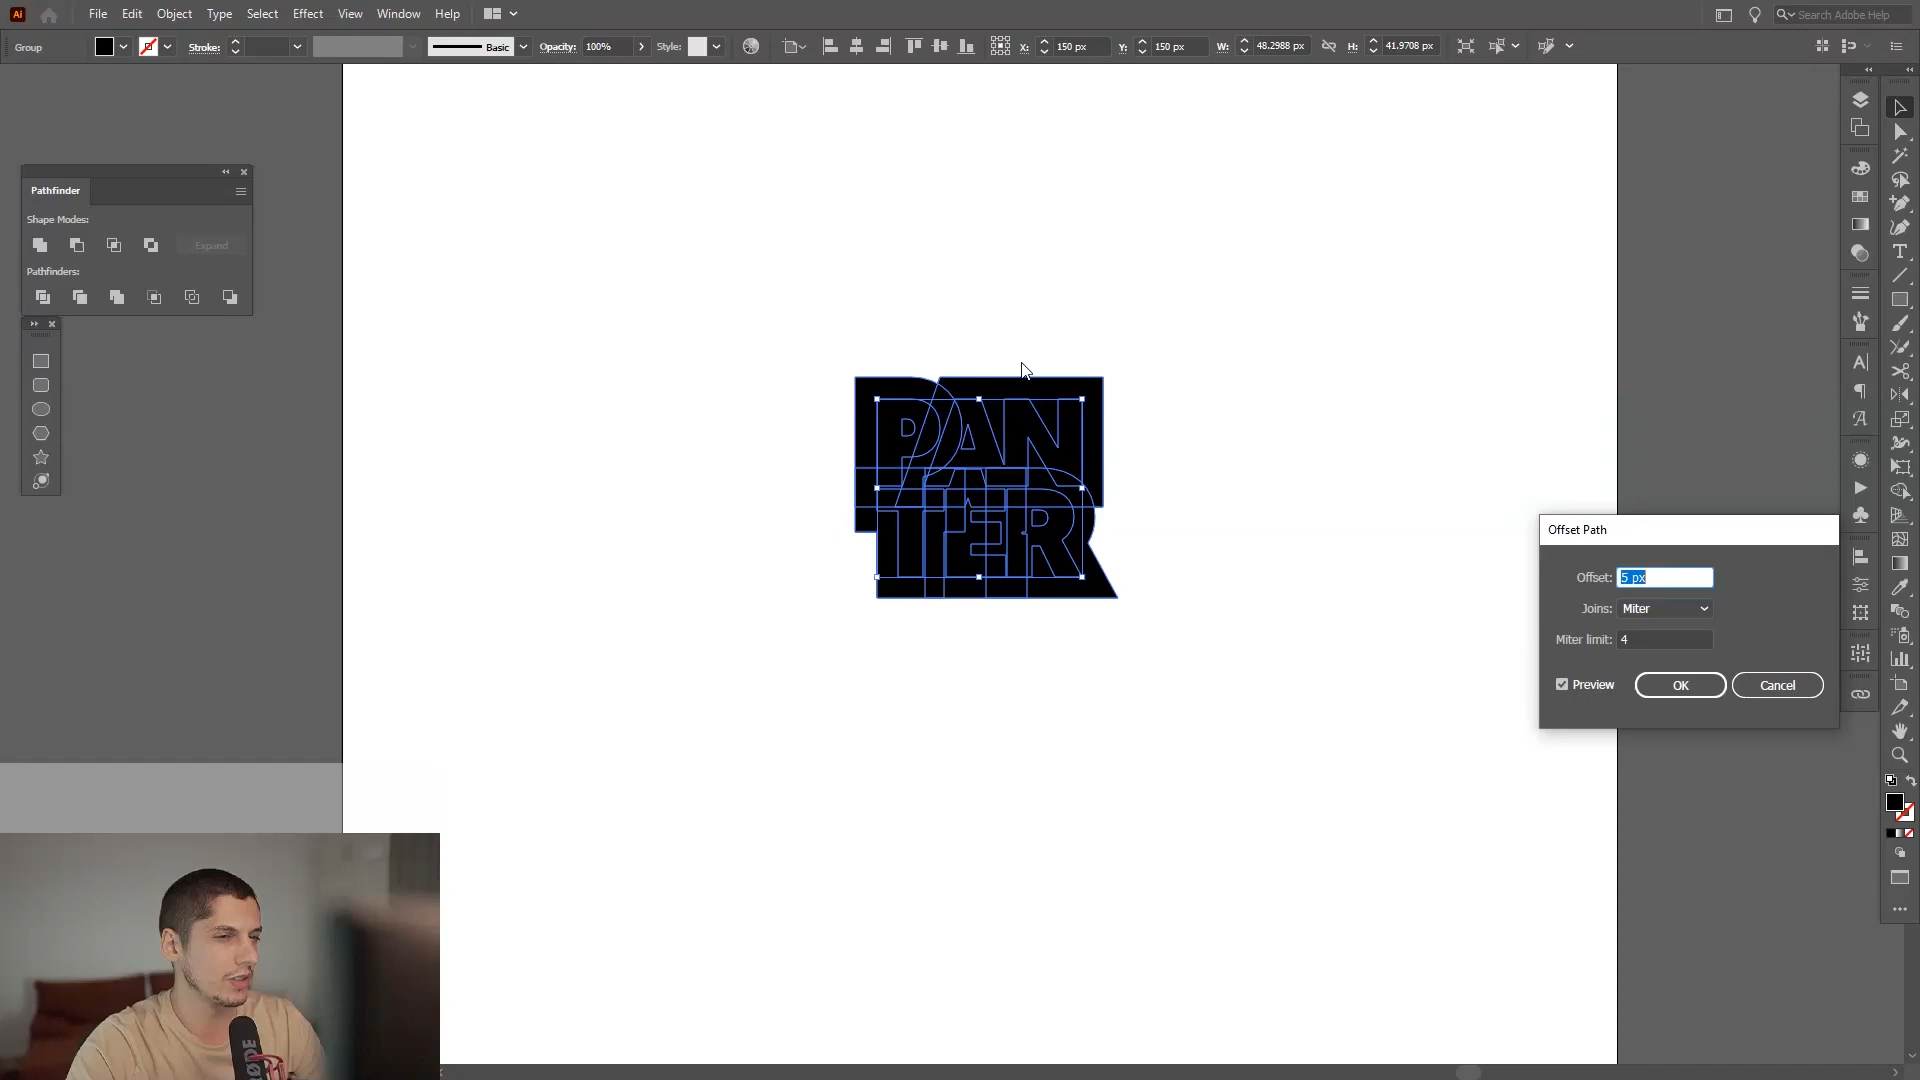 Ai File Edit Object Type Select Effect View Window Help Search Adobe Help
Group Stroke: Basic Opacity: 100% Style: X: 150 px Y: 150 px W: 48.2988 px H: 41.9708 px
Pathfinder
Shape Modes:
Expand
Pathfinders:
PAN
TER
Offset Path
Offset: 5 px
Joins: Miter
Miter limit: 4
Preview OK Cancel
RØDE